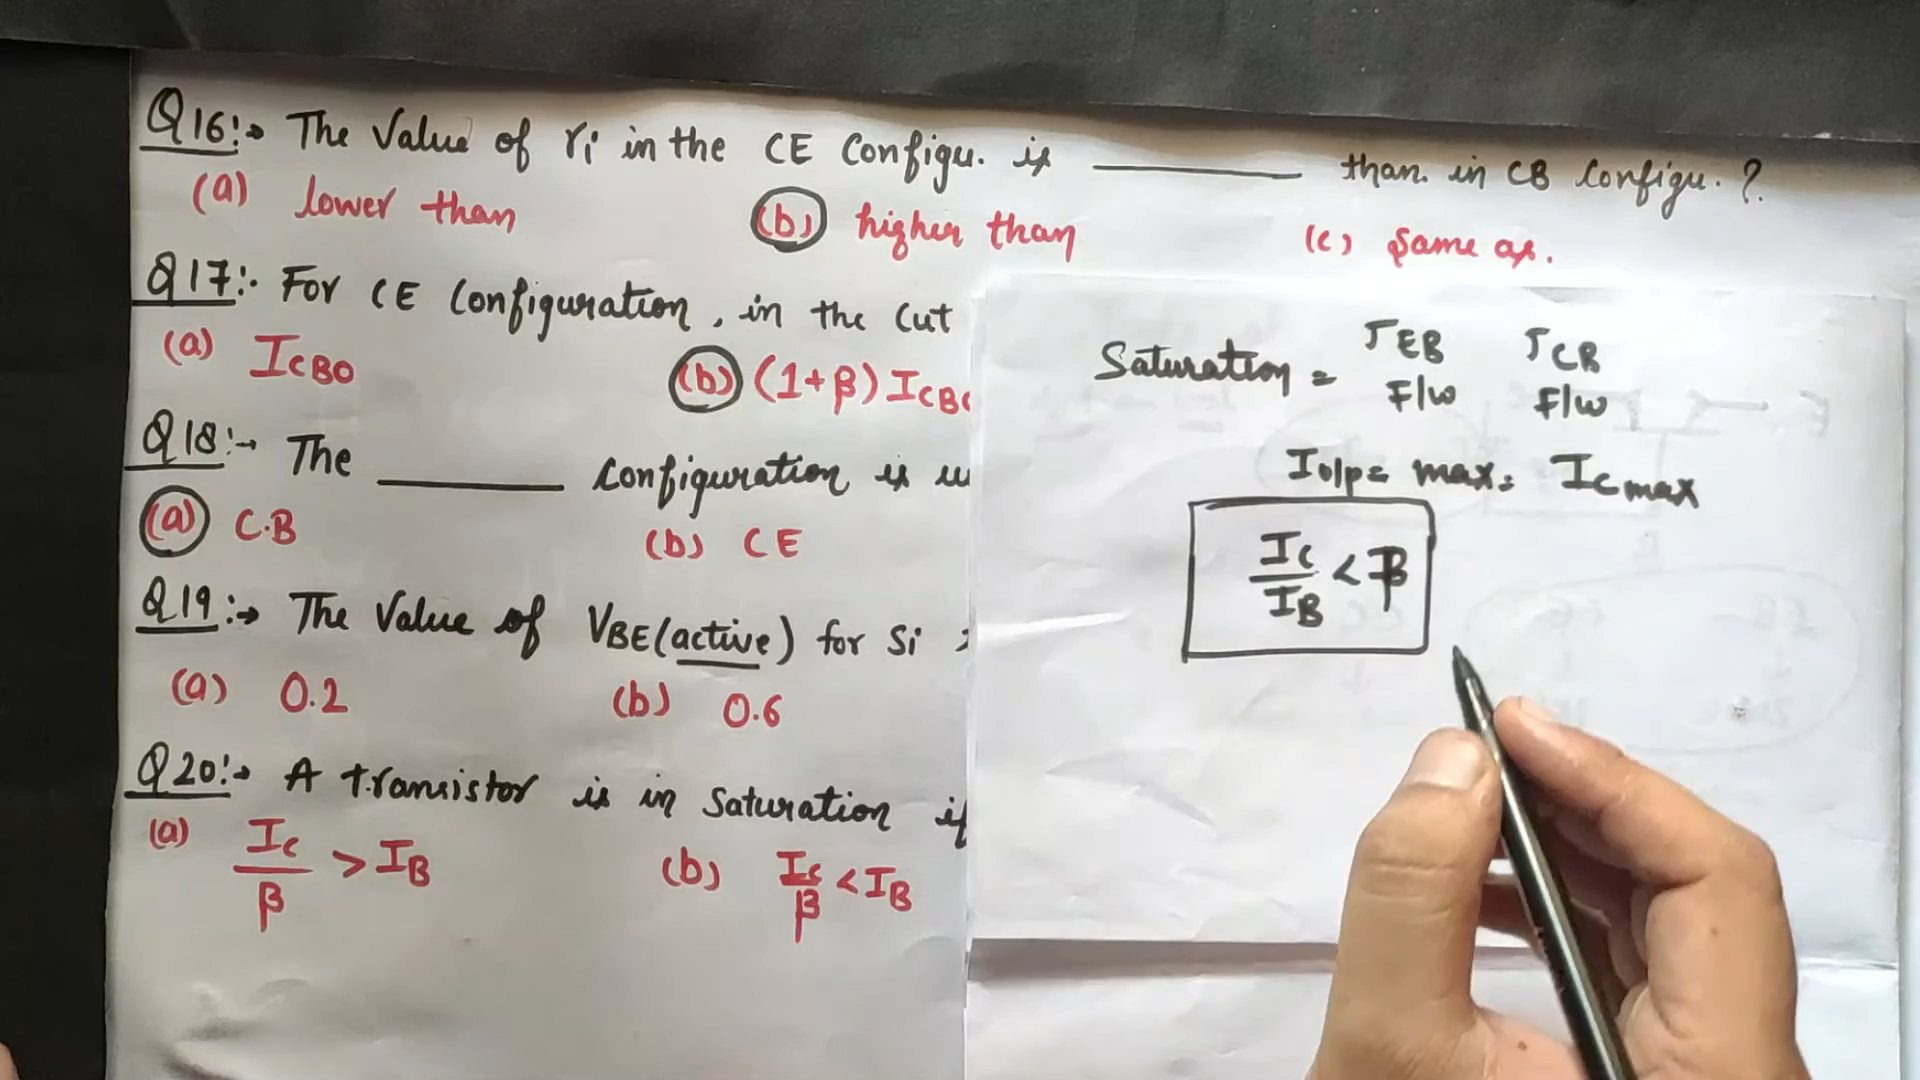 Q16:→ The Value of ri in the CE Configu. is ________ than. in CB Configu. ?
(a) lower than (b) higher than (c) Same as.
Q17:- For CE Configuration, in the Cut
(a) ICBO (b) (1+β) ICBO
Q18:→ The ________ Configuration is
(a) C.B (b) CE
Q19:→ The Value of VBE(active) for Si
(a) 0.2 (b) 0.6
Q20:→ A transistor is in Saturation if
(a) Ic/β > IB (b) Ic/β < IB
Saturation = JEB JCB
F/w F/w
Io/p = max = Ic max
Ic/IB < β